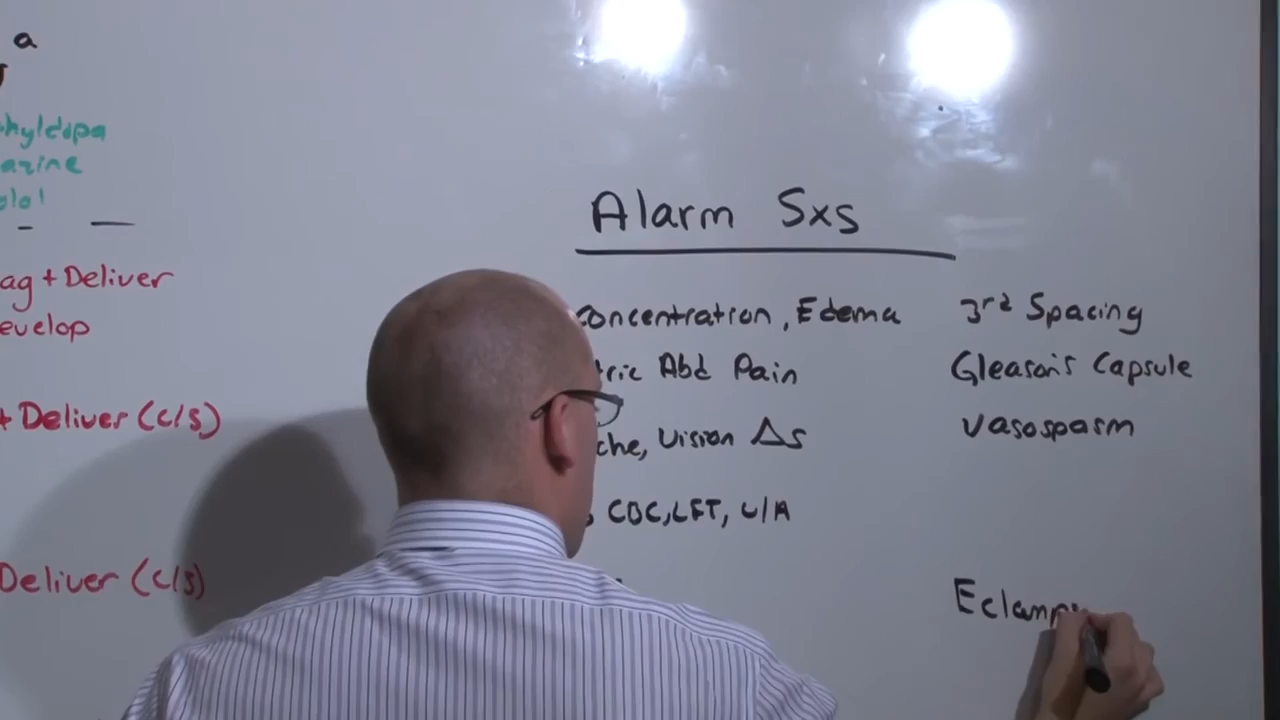 a
hyldopa
azine
olol
ag + Deliver
evelop
+ Deliver (c/s)
Deliver (c/s)
Alarm Sxs
concentration, Edema 3rd Spacing
tric Abd Pain Gleason's Capsule
che, Vision Δs vasospasm
CBC, LFT, U/A
Eclamp